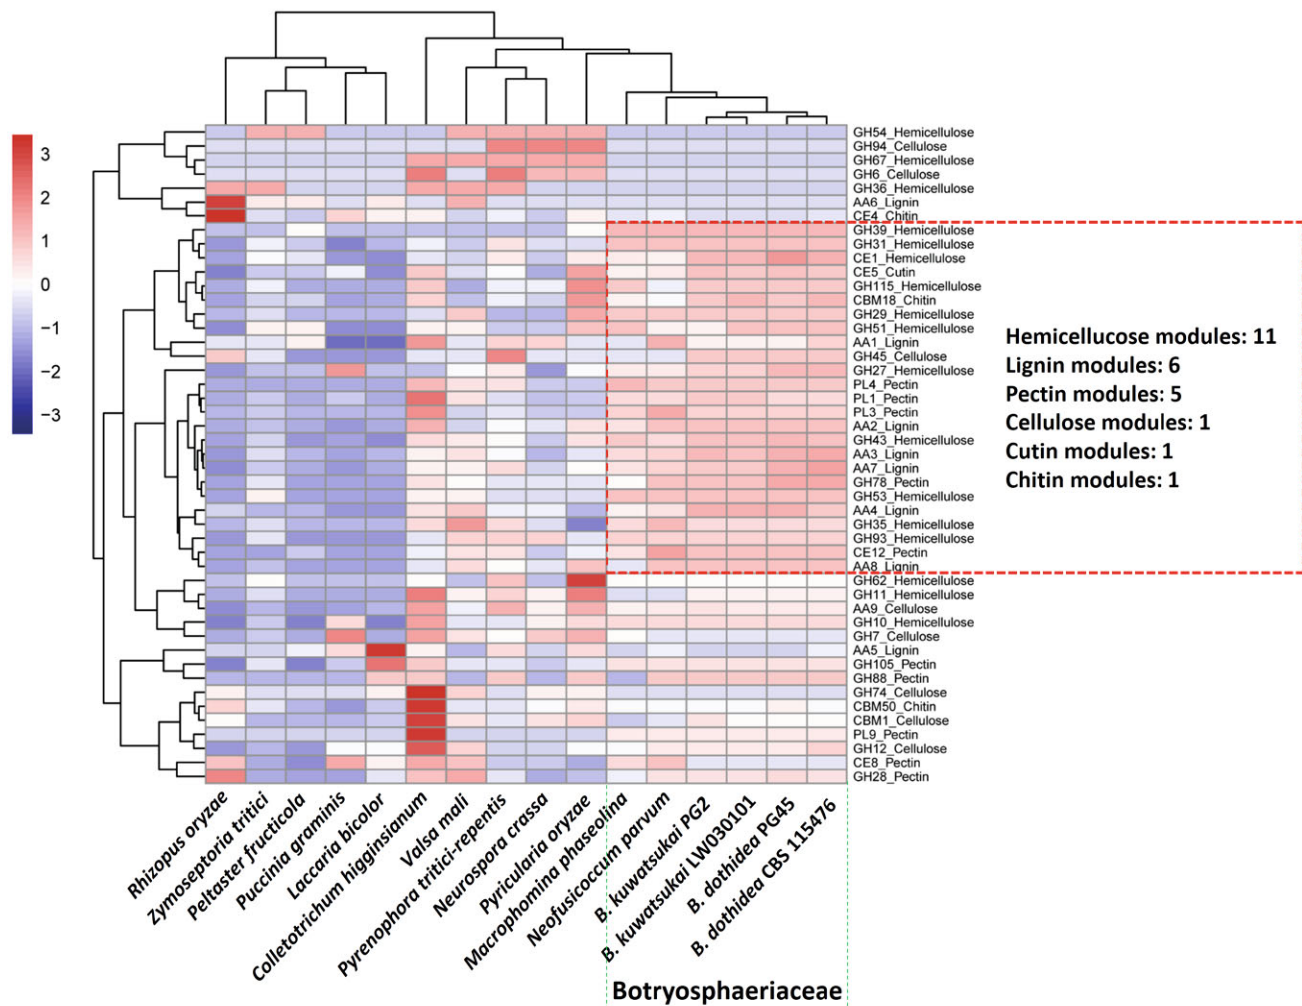 3
2
1
0
−1
−2
−3
GH54_Hemicellulose
GH94_Cellulose
GH67_Hemicellulose
GH6_Cellulose
GH36_Hemicellulose
AA6_Lignin
CE4_Chitin
GH39_Hemicellulose
GH31_Hemicellulose
CE1_Hemicellulose
CE5_Cutin
GH115_Hemicellulose
CBM18_Chitin
GH29_Hemicellulose
GH51_Hemicellulose
AA1_Lignin
GH45_Cellulose
GH27_Hemicellulose
PL4_Pectin
PL1_Pectin
PL3_Pectin
AA2_Lignin
GH43_Hemicellulose
AA3_Lignin
AA7_Lignin
GH78_Pectin
GH53_Hemicellulose
AA4_Lignin
GH35_Hemicellulose
GH93_Hemicellulose
CE12_Pectin
AA8_Lignin
GH62_Hemicellulose
GH11_Hemicellulose
AA9_Cellulose
GH10_Hemicellulose
GH7_Cellulose
AA5_Lignin
GH105_Pectin
GH88_Pectin
GH74_Cellulose
CBM50_Chitin
CBM1_Cellulose
PL9_Pectin
GH12_Cellulose
CE8_Pectin
GH28_Pectin
Hemicellucose modules: 11
Lignin modules: 6
Pectin modules: 5
Cellulose modules: 1
Cutin modules: 1
Chitin modules: 1
Rhizopus oryzae
Zymoseptoria tritici
Peltaster fructicola
Puccinia graminis
Laccaria bicolor
Colletotrichum higginsianum
Valsa mali
Pyrenophora tritici-repentis
Neurospora crassa
Pyricularia oryzae
Macrophomina phaseolina
Neofusicoccum parvum
B. kuwatsukai PG2
B. kuwatsukai LW030101
B. dothidea PG45
B. dothidea CBS 115476
Botryosphaeriaceae